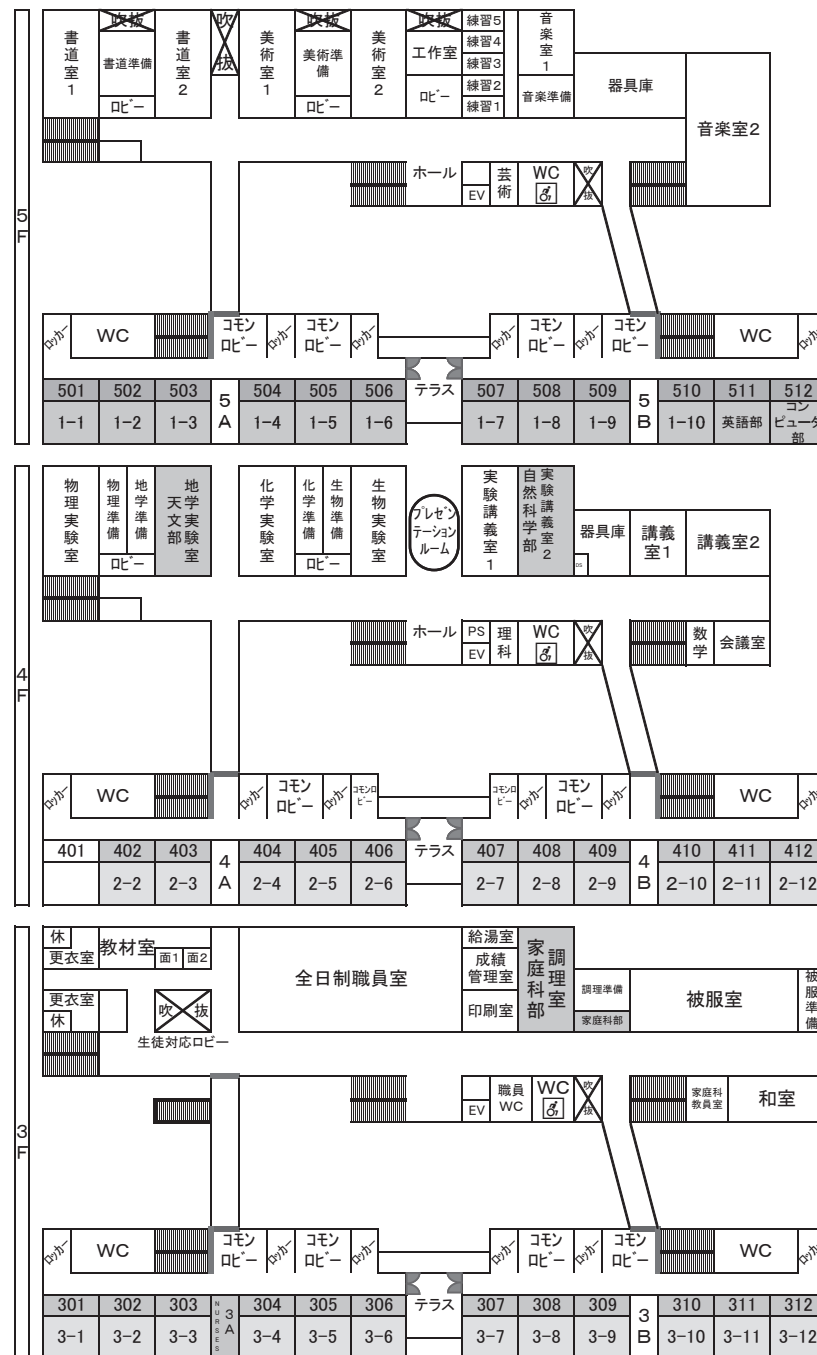 5F
書道室1
吹抜
書道準備
ロビー
書道室2
吹抜
美術室1
吹抜
美術準備
ロビー
美術室2
吹抜
工作室
ロビー
練習5
練習4
練習3
練習2
練習1
音楽室1
音楽準備
器具庫
音楽室2
ホール
EV
芸術
WC
吹抜
ロッカー
WC
コモンロビー
ロッカー
コモンロビー
ロッカー
ロッカー
コモンロビー
ロッカー
コモンロビー
WC
501 502 503 5A 504 505 506 テラス 507 508 509 5B 510 511 512
1-1 1-2 1-3 1-4 1-5 1-6 1-7 1-8 1-9 1-10 英語部 コンピュータ部
4F
物理実験室
物理準備
地学準備
ロビー
地学実験室
天文部
化学実験室
化学準備
生物準備
ロビー
生物実験室
プレゼンテーションルーム
実験講義室1
実験講義室2
自然科学部
DS
器具庫
講義室1
講義室2
ホール
PS
EV
理科
WC
吹抜
数学
会議室
ロッカー
WC
ロッカー
コモンロビー
ロッカー
コモンロビー
コモンロビー
ロッカー
コモンロビー
ロッカー
WC
401 402 403 4A 404 405 406 テラス 407 408 409 4B 410 411 412
2-2 2-3 2-4 2-5 2-6 2-7 2-8 2-9 2-10 2-11 2-12
3F
休
更衣室
教材室
面1 面2
更衣室
休
吹抜
生徒対応ロビー
全日制職員室
給湯室
成績管理室
印刷室
調理室
家庭科部
調理準備
家庭科部
被服室
被服準備
EV
職員WC
WC
吹抜
家庭科教員室
和室
ロッカー
WC
コモンロビー
ロッカー
コモンロビー
ロッカー
ロッカー
コモンロビー
ロッカー
コモンロビー
WC
301 302 303 NURSES 3A 304 305 306 テラス 307 308 309 3B 310 311 312
3-1 3-2 3-3 3-4 3-5 3-6 3-7 3-8 3-9 3-10 3-11 3-12